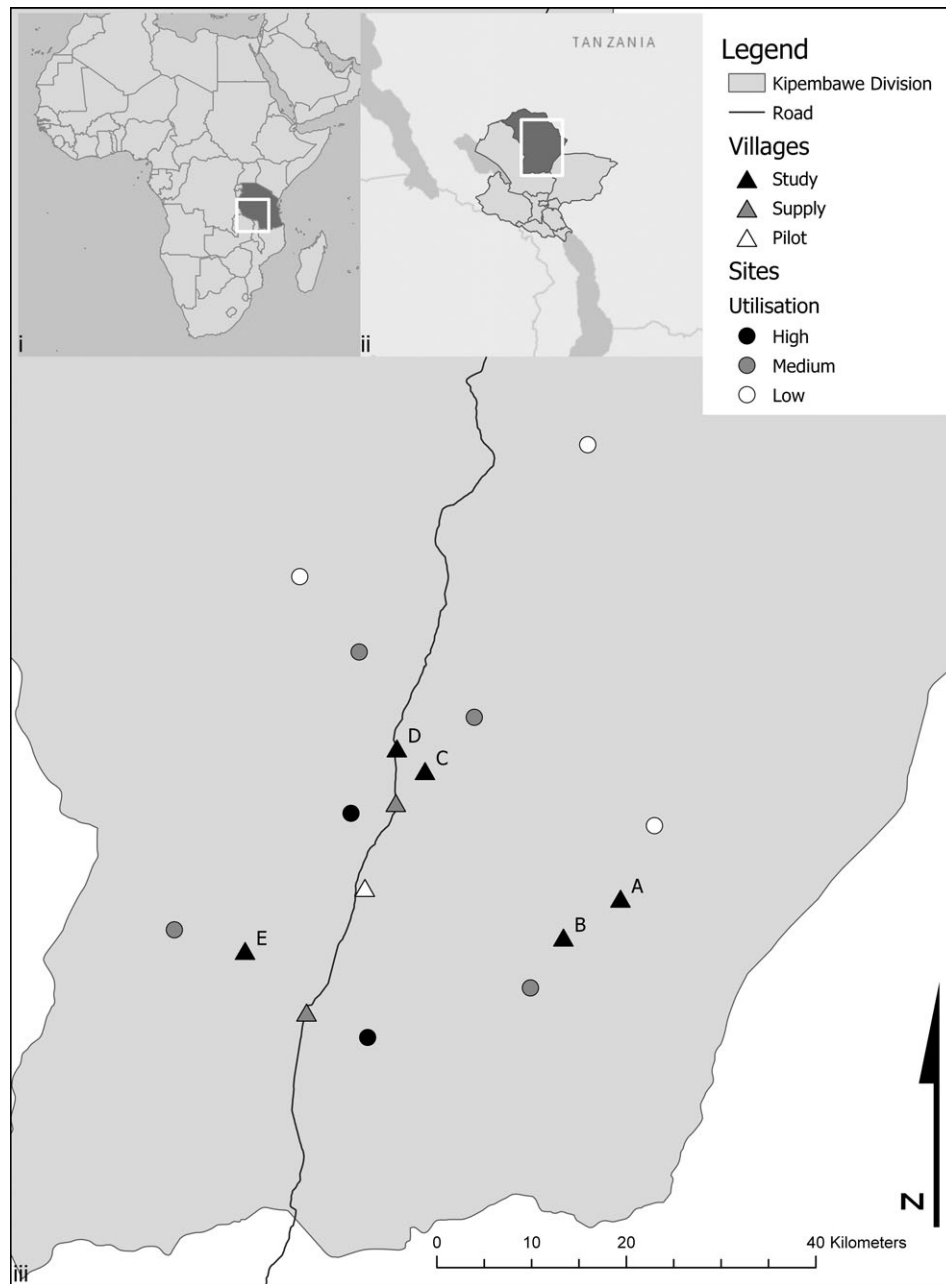 TANZANIA
i
ii
Legend
Kipembawe Division
Road
Villages
Study
Supply
Pilot
Sites
Utilisation
High
Medium
Low
D
C
A
B
E
N
0 10 20 40 Kilometers
iii